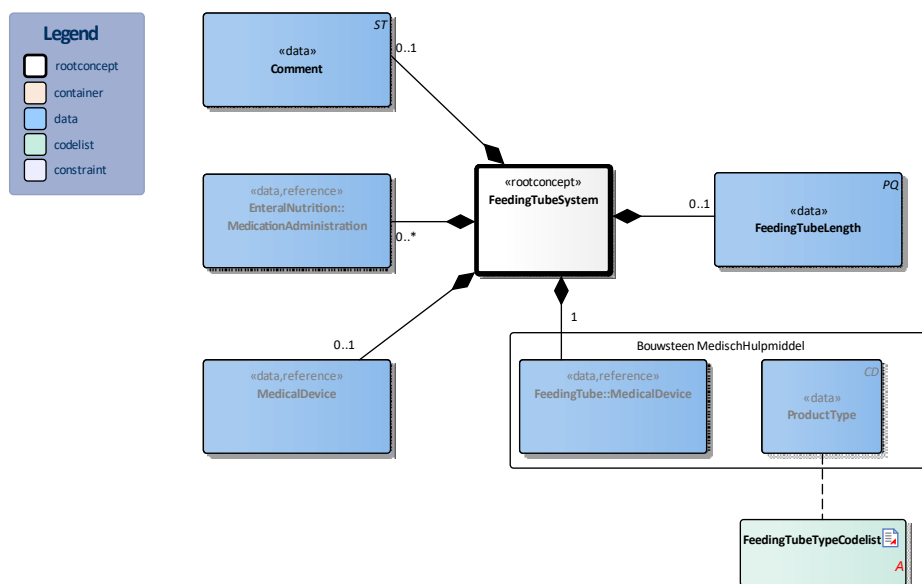 Legend
rootconcept
container
data
codelist
constraint
ST
«data»
Comment
0..1
«data,reference»
EnteralNutrition::
MedicationAdministration
0..*
«rootconcept»
FeedingTubeSystem
PQ
«data»
FeedingTubeLength
0..1
0..1
1
«data,reference»
MedicalDevice
Bouwsteen MedischHulpmiddel
«data,reference»
FeedingTube::MedicalDevice
CD
«data»
ProductType
FeedingTubeTypeCodelist
A